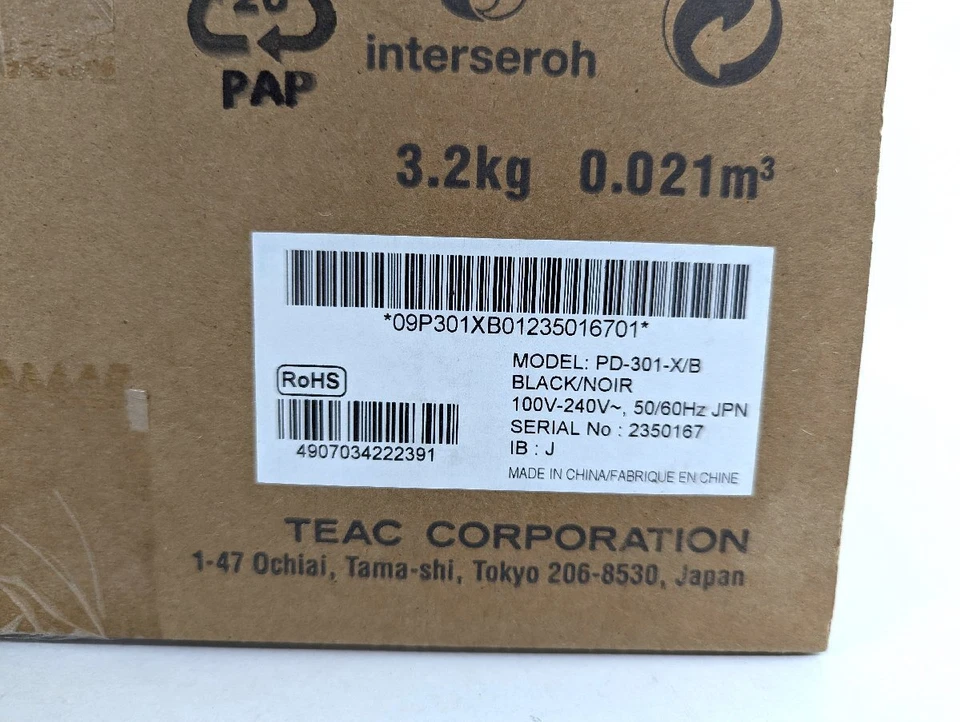 20
PAP
interseroh
3.2kg 0.021m³
*09P301XB01235016701*
RoHS
4907034222391
MODEL: PD-301-X/B
BLACK/NOIR
100V-240V~, 50/60Hz JPN
SERIAL No : 2350167
IB : J
MADE IN CHINA/FABRIQUE EN CHINE
TEAC CORPORATION
1-47 Ochiai, Tama-shi, Tokyo 206-8530, Japan